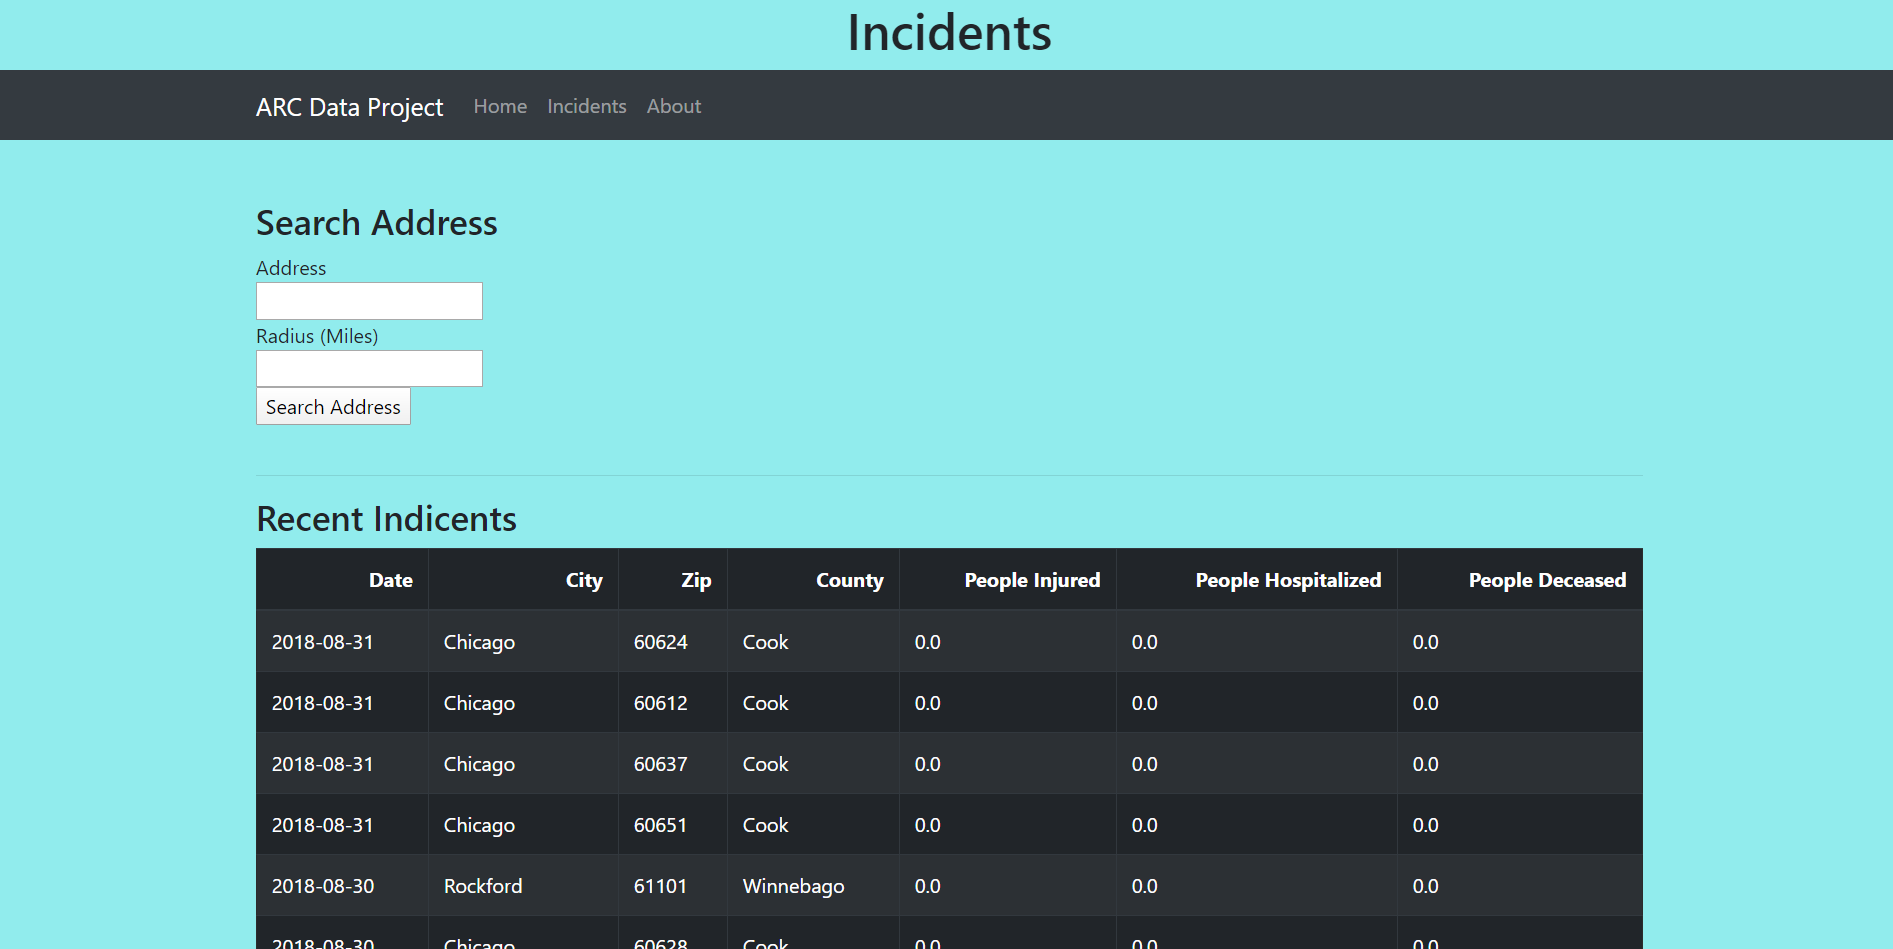 Incidents
ARC Data Project Home Incidents About
Search Address
Address
Radius (Miles)
Search Address
Recent Indicents
Date City Zip County People Injured People Hospitalized People Deceased
2018-08-31 Chicago 60624 Cook 0.0 0.0 0.0
2018-08-31 Chicago 60612 Cook 0.0 0.0 0.0
2018-08-31 Chicago 60637 Cook 0.0 0.0 0.0
2018-08-31 Chicago 60651 Cook 0.0 0.0 0.0
2018-08-30 Rockford 61101 Winnebago 0.0 0.0 0.0
2018-08-30 Chicago 60628 Cook 0.0 0.0 0.0